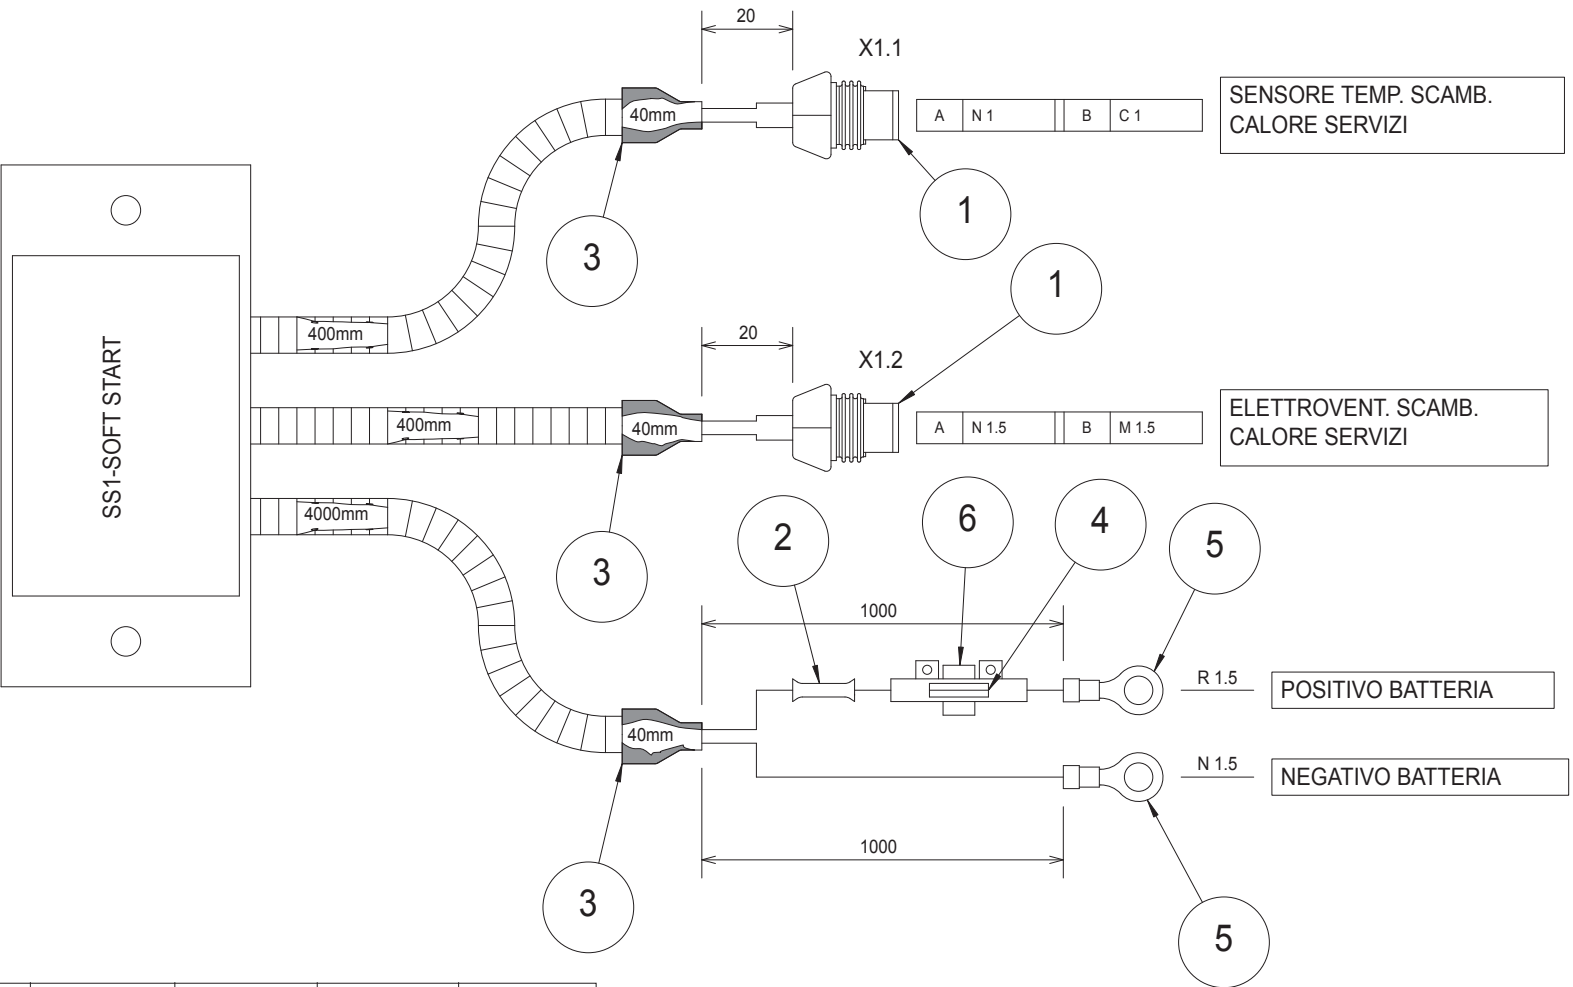 20
X1.1
40mm
A N 1 B C 1
SENSORE TEMP. SCAMB.
CALORE SERVIZI
1
3
1
400mm
20
X1.2
SS1-SOFT START
400mm
40mm
A N 1.5 B M 1.5
ELETTROVENT. SCAMB.
CALORE SERVIZI
4000mm
3
2
6
4
5
1000
R 1.5
POSITIVO BATTERIA
40mm
N 1.5
NEGATIVO BATTERIA
1000
3
5